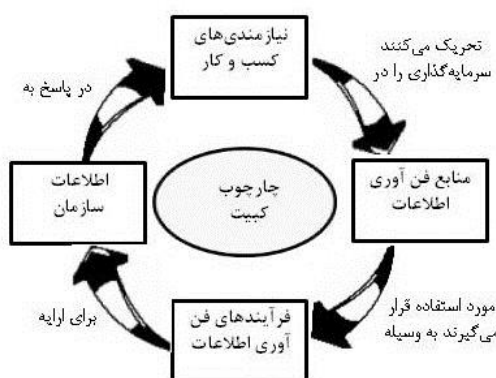 نیازمندی‌های
کسب و کار
تحریک می‌کنند
سرمایه‌گذاری را در
منابع فن آوری
اطلاعات
مورد استفاده قرار
می‌گیرند به وسیله
فرآیندهای فن
آوری اطلاعات
برای ارایه
اطلاعات
سازمان
در پاسخ به
چارچوب
کبیت